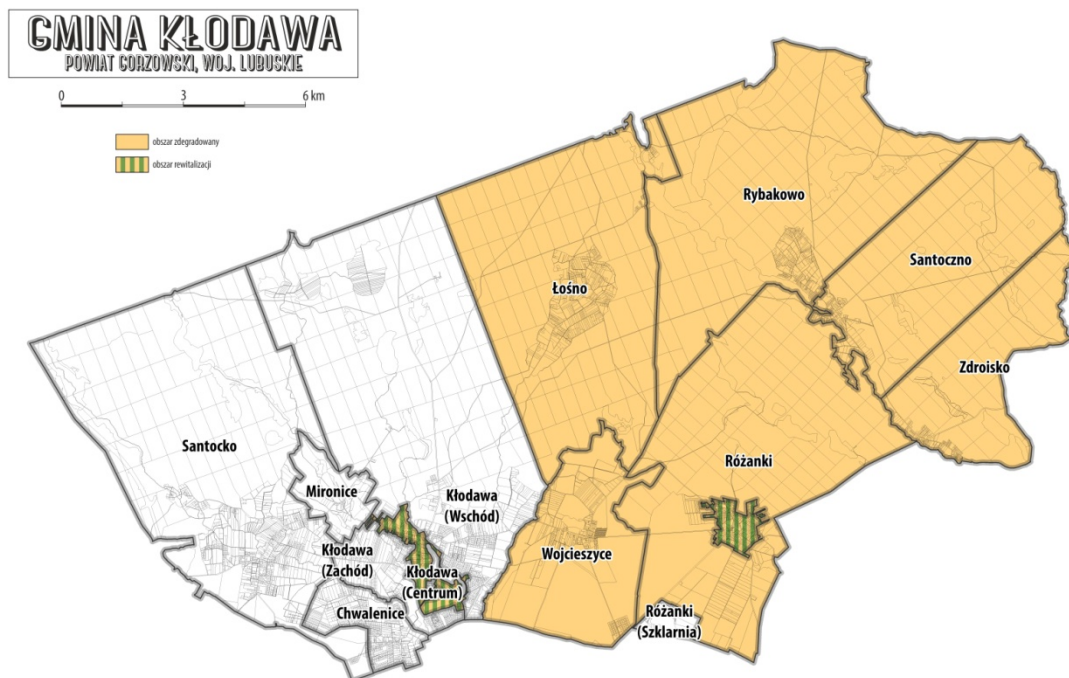 GMINA KŁODAWA
POWIAT GORZOWSKI, WOJ. LUBUSKIE
0 3 6 km
obszar zdegradowany
obszar rewitalizacji
Rybakowo
Santoczno
Łośno
Zdroisko
Santocko
Różanki
Mironice
Kłodawa
(Wschód)
Kłodawa
(Zachód)
Wojcieszyce
Kłodawa
(Centrum)
Chwalenice
Różanki
(Szklarnia)